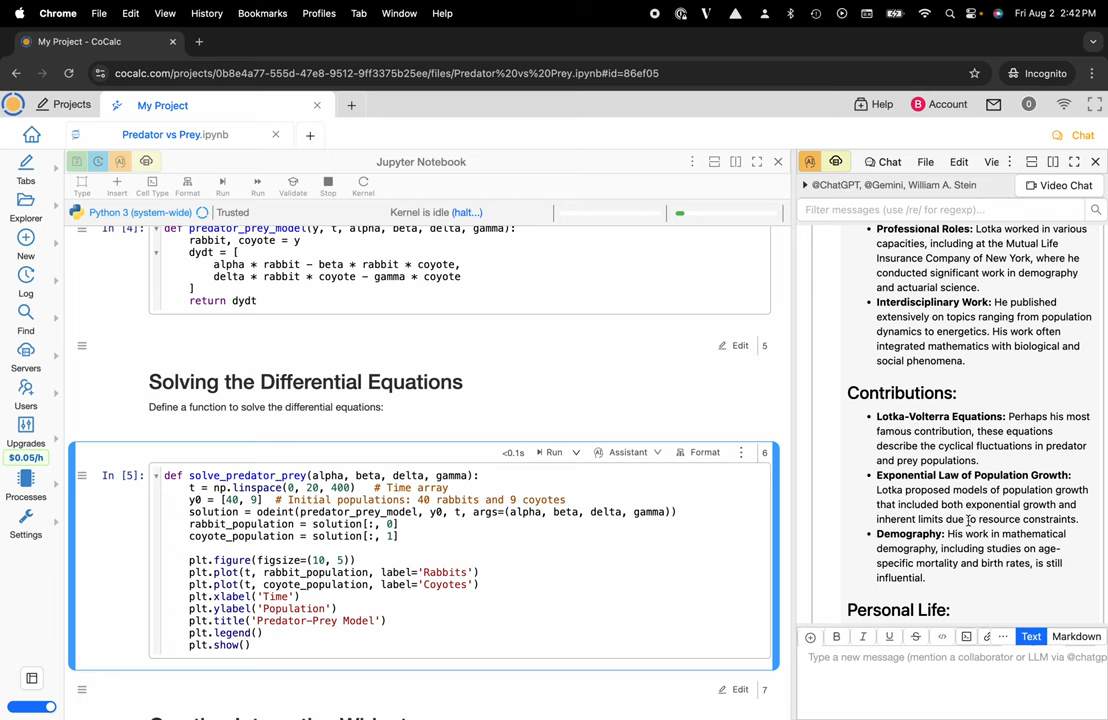 Chrome File Edit View History Bookmarks Profiles Tab Window Help Fri Aug 2 2:42 PM
My Project - CoCalc
cocalc.com/projects/0b8e4a77-555d-47e8-9512-9ff3375b25ee/files/Predator%20vs%20Prey.ipynb#id=86ef05 Incognito
Projects My Project Help B Account 0
Predator vs Prey.ipynb Chat
Jupyter Notebook
Type Insert Cell Type Format Run Run Validate Stop Kernel
Python 3 (system-wide) Trusted Kernel is idle (halt...)
Tabs
Explorer
New
Log
Find
Servers
Users
Upgrades
$0.05/h
Processes
Settings
In [4]: def predator_prey_model(y, t, alpha, beta, delta, gamma):
rabbit, coyote = y
dydt = [
alpha * rabbit - beta * rabbit * coyote,
delta * rabbit * coyote - gamma * coyote
]
return dydt
Edit 5
Solving the Differential Equations
Define a function to solve the differential equations:
<0.1s Run Assistant Format 6
In [5]: def solve_predator_prey(alpha, beta, delta, gamma):
t = np.linspace(0, 20, 400) # Time array
y0 = [40, 9] # Initial populations: 40 rabbits and 9 coyotes
solution = odeint(predator_prey_model, y0, t, args=(alpha, beta, delta, gamma))
rabbit_population = solution[:, 0]
coyote_population = solution[:, 1]
plt.figure(figsize=(10, 5))
plt.plot(t, rabbit_population, label='Rabbits')
plt.plot(t, coyote_population, label='Coyotes')
plt.xlabel('Time')
plt.ylabel('Population')
plt.title('Predator-Prey Model')
plt.legend()
plt.show()
Edit 7
AI Chat File Edit Vie
@ChatGPT, @Gemini, William A. Stein Video Chat
Filter messages (use /re/ for regexp)...
• Professional Roles: Lotka worked in various
capacities, including at the Mutual Life
Insurance Company of New York, where he
conducted significant work in demography
and actuarial science.
• Interdisciplinary Work: He published
extensively on topics ranging from population
dynamics to energetics. His work often
integrated mathematics with biological and
social phenomena.
Contributions:
• Lotka-Volterra Equations: Perhaps his most
famous contribution, these equations
describe the cyclical fluctuations in predator
and prey populations.
• Exponential Law of Population Growth:
Lotka proposed models of population growth
that included both exponential growth and
inherent limits due to resource constraints.
• Demography: His work in mathematical
demography, including studies on age-
specific mortality and birth rates, is still
influential.
Personal Life:
B I U S Text Markdown
Type a new message (mention a collaborator or LLM via @chatgp